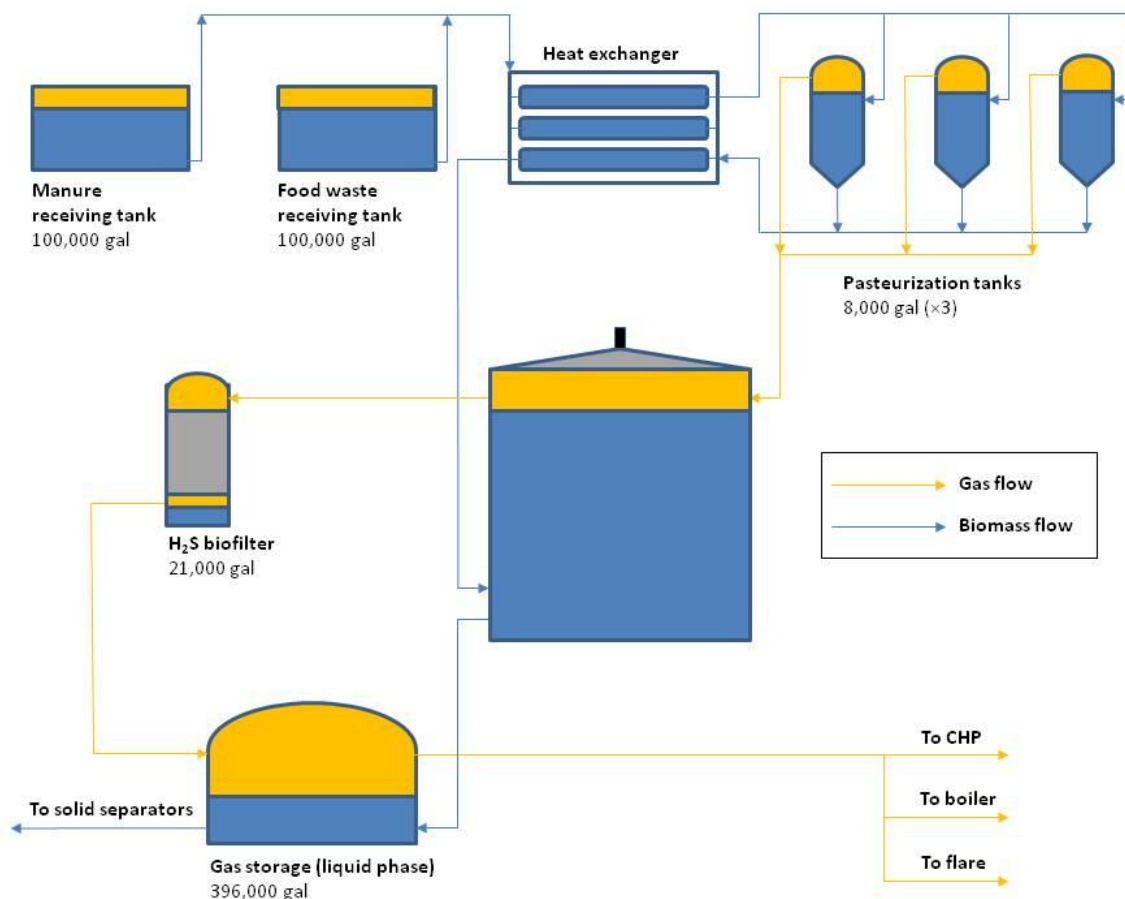 Heat exchanger
Manure
receiving tank
100,000 gal
Food waste
receiving tank
100,000 gal
Pasteurization tanks
8,000 gal (×3)
Gas flow
Biomass flow
H₂S biofilter
21,000 gal
To CHP
To boiler
To flare
To solid separators
Gas storage (liquid phase)
396,000 gal